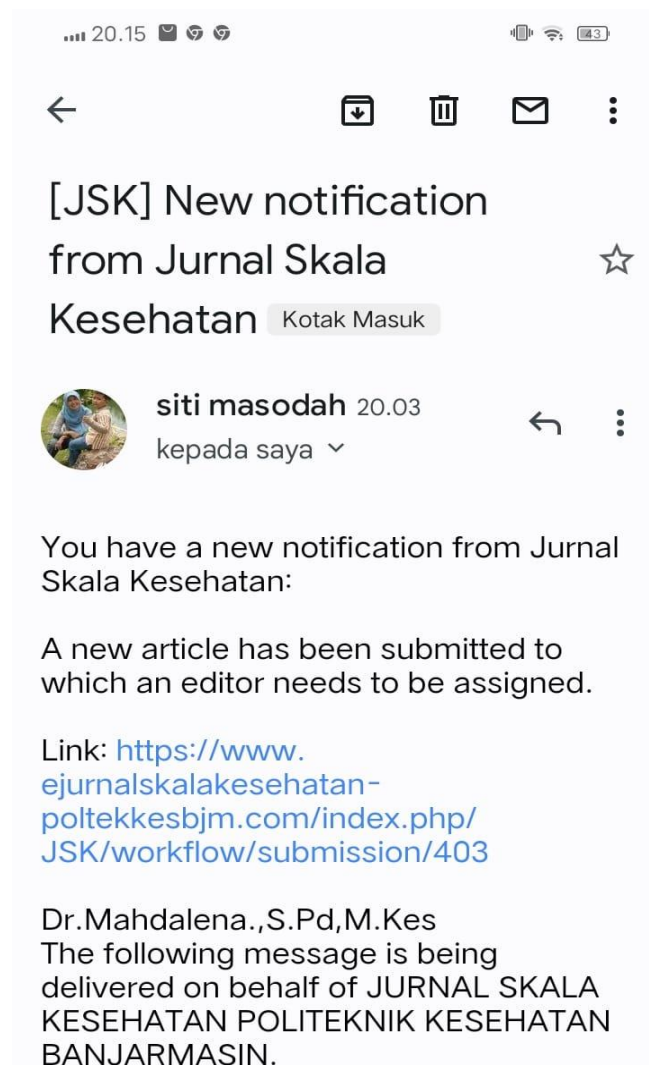 20.15
43
[JSK] New notification
from Jurnal Skala
Kesehatan Kotak Masuk
siti masodah 20.03
kepada saya
You have a new notification from Jurnal
Skala Kesehatan:
A new article has been submitted to
which an editor needs to be assigned.
Link: https://www.
ejurnalskalakesehatan-
poltekkesbjm.com/index.php/
JSK/workflow/submission/403
Dr.Mahdalena.,S.Pd,M.Kes
The following message is being
delivered on behalf of JURNAL SKALA
KESEHATAN POLITEKNIK KESEHATAN
BANJARMASIN.